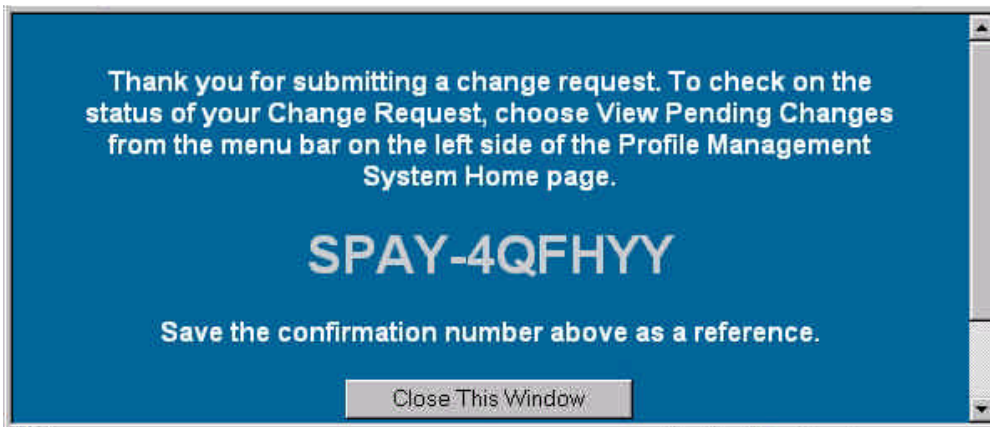 Thank you for submitting a change request. To check on the
status of your Change Request, choose View Pending Changes
from the menu bar on the left side of the Profile Management
System Home page.
SPAY-4QFHYY
Save the confirmation number above as a reference.
Close This Window